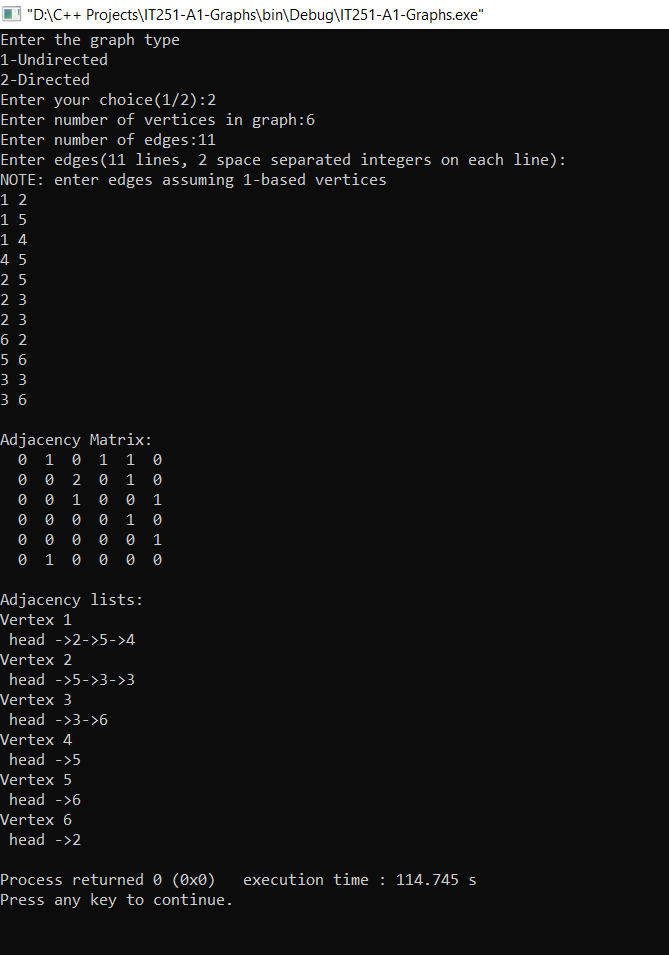 "D:\C++ Projects\IT251-A1-Graphs\bin\Debug\IT251-A1-Graphs.exe"
Enter the graph type
1-Undirected
2-Directed
Enter your choice(1/2):2
Enter number of vertices in graph:6
Enter number of edges:11
Enter edges(11 lines, 2 space separated integers on each line):
NOTE: enter edges assuming 1-based vertices
1 2
1 5
1 4
4 5
2 5
2 3
2 3
6 2
5 6
3 3
3 6
Adjacency Matrix:
  0  1  0  1  1  0
  0  0  2  0  1  0
  0  0  1  0  0  1
  0  0  0  0  1  0
  0  0  0  0  0  1
  0  1  0  0  0  0
Adjacency lists:
Vertex 1
 head ->2->5->4
Vertex 2
 head ->5->3->3
Vertex 3
 head ->3->6
Vertex 4
 head ->5
Vertex 5
 head ->6
Vertex 6
 head ->2
Process returned 0 (0x0)   execution time : 114.745 s
Press any key to continue.